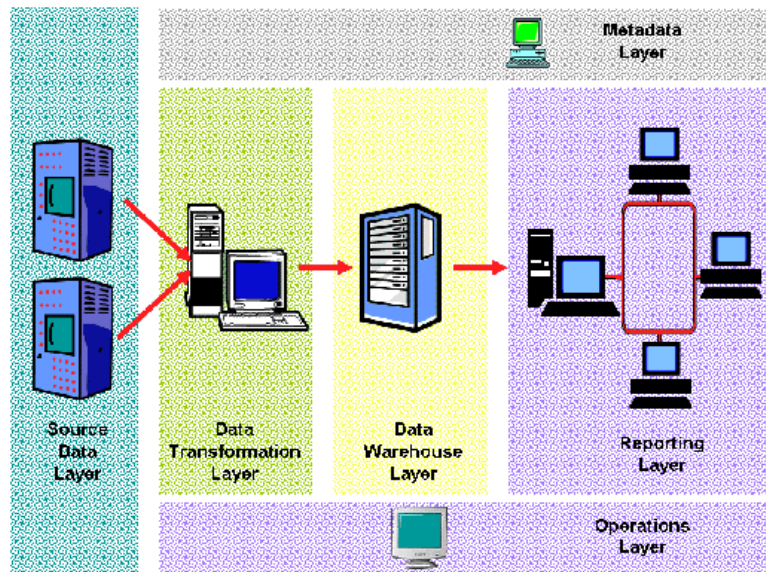 Metadata
Layer
Source
Data
Layer
Data
Transformation
Layer
Data
Warehouse
Layer
Reporting
Layer
Operations
Layer